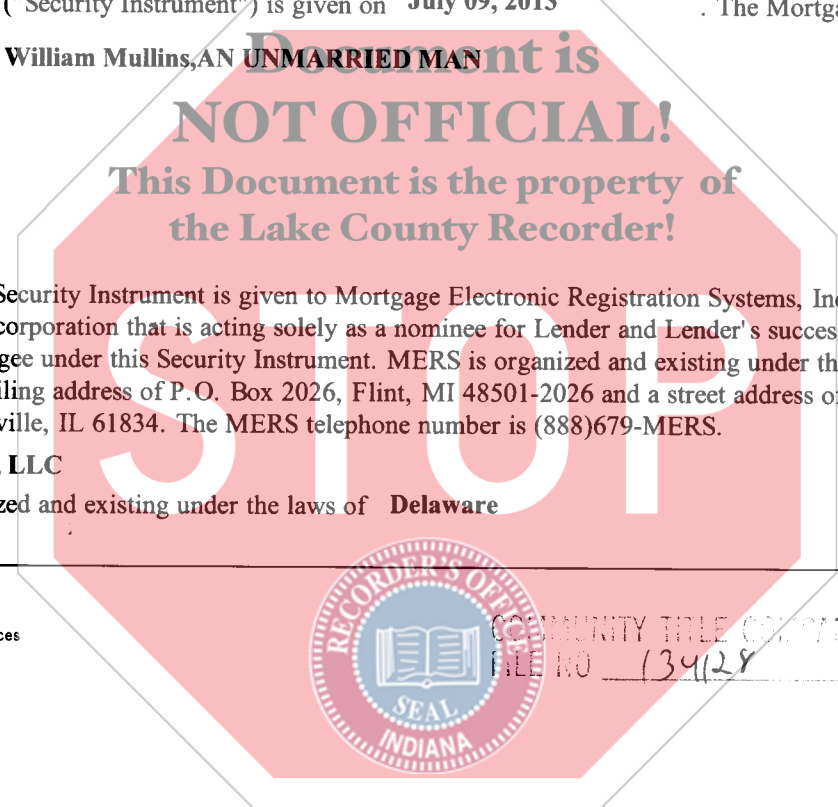 ("Security Instrument") is given on July 09, 2013 . The Mortga
William Mullins,AN UNMARRIED MAN
Document is
NOT OFFICIAL!
This Document is the property of
the Lake County Recorder!
Security Instrument is given to Mortgage Electronic Registration Systems, Inc
corporation that is acting solely as a nominee for Lender and Lender's succes
gee under this Security Instrument. MERS is organized and existing under th
iling address of P.O. Box 2026, Flint, MI 48501-2026 and a street address of
ville, IL 61834. The MERS telephone number is (888)679-MERS.
, LLC
zed and existing under the laws of Delaware
STOP
RECORDER'S OFFICE
SEAL
INDIANA
ces
COMMUNITY TITLE COMPA
FILE NO 134128